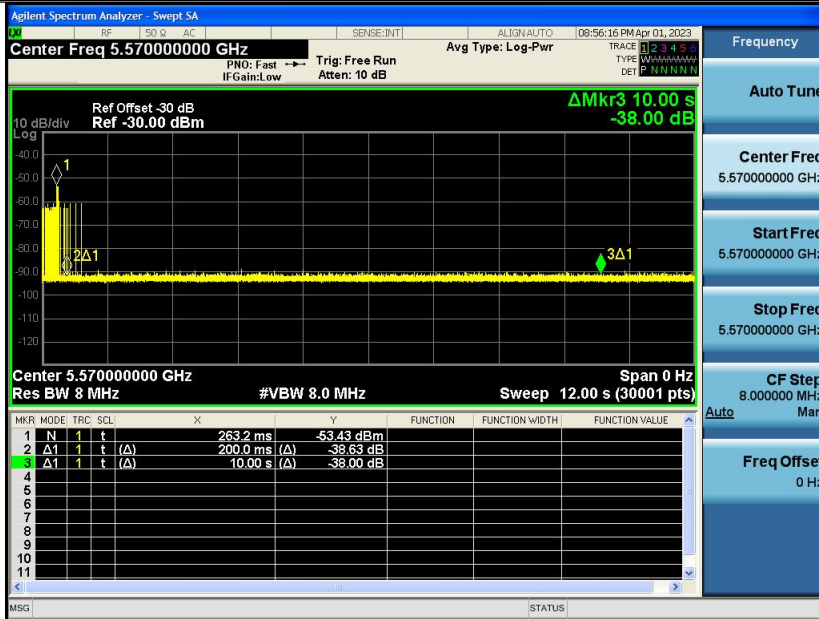 Agilent Spectrum Analyzer - Swept SA
LXI RF 50 Ω AC SENSE:INT ALIGN AUTO 08:56:16 PM Apr 01, 2023
Center Freq 5.570000000 GHz
PNO: Fast
IFGain:Low
Trig: Free Run
Atten: 10 dB
Avg Type: Log-Pwr
TRACE 1 2 3 4 5 6
TYPE W
DET P N N N N N
Ref Offset -30 dB
10 dB/div Ref -30.00 dBm
Log
ΔMkr3 10.00 s
-38.00 dB
-40.0
-50.0
-60.0
-70.0
-80.0
-90.0
-100
-110
-120
1
2Δ1
3Δ1
Center 5.570000000 GHz Span 0 Hz
Res BW 8 MHz #VBW 8.0 MHz Sweep 12.00 s (30001 pts)
MKR MODE TRC SCL X Y FUNCTION FUNCTION WIDTH FUNCTION VALUE
1 N 1 t 263.2 ms -53.43 dBm
2 Δ1 1 t (Δ) 200.0 ms (Δ) -38.63 dB
3 Δ1 1 t (Δ) 10.00 s (Δ) -38.00 dB
4
5
6
7
8
9
10
11
MSG STATUS
Frequency
Auto Tune
Center Freq
5.570000000 GHz
Start Freq
5.570000000 GHz
Stop Freq
5.570000000 GHz
CF Step
8.000000 MHz
Auto Man
Freq Offset
0 Hz